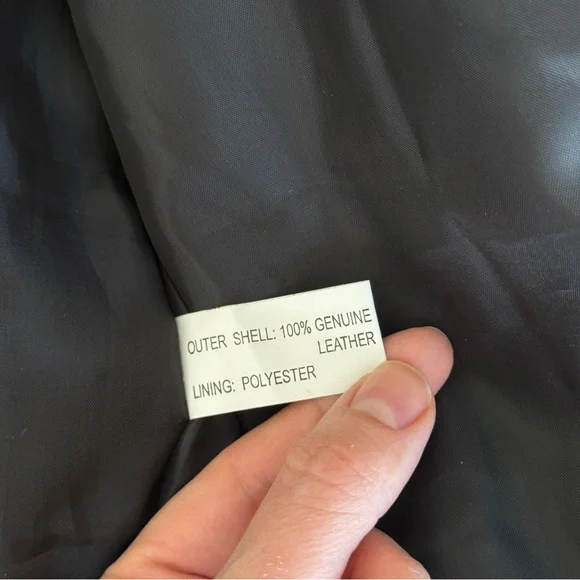 OUTER SHELL: 100% GENUINE
LEATHER
LINING: POLYESTER